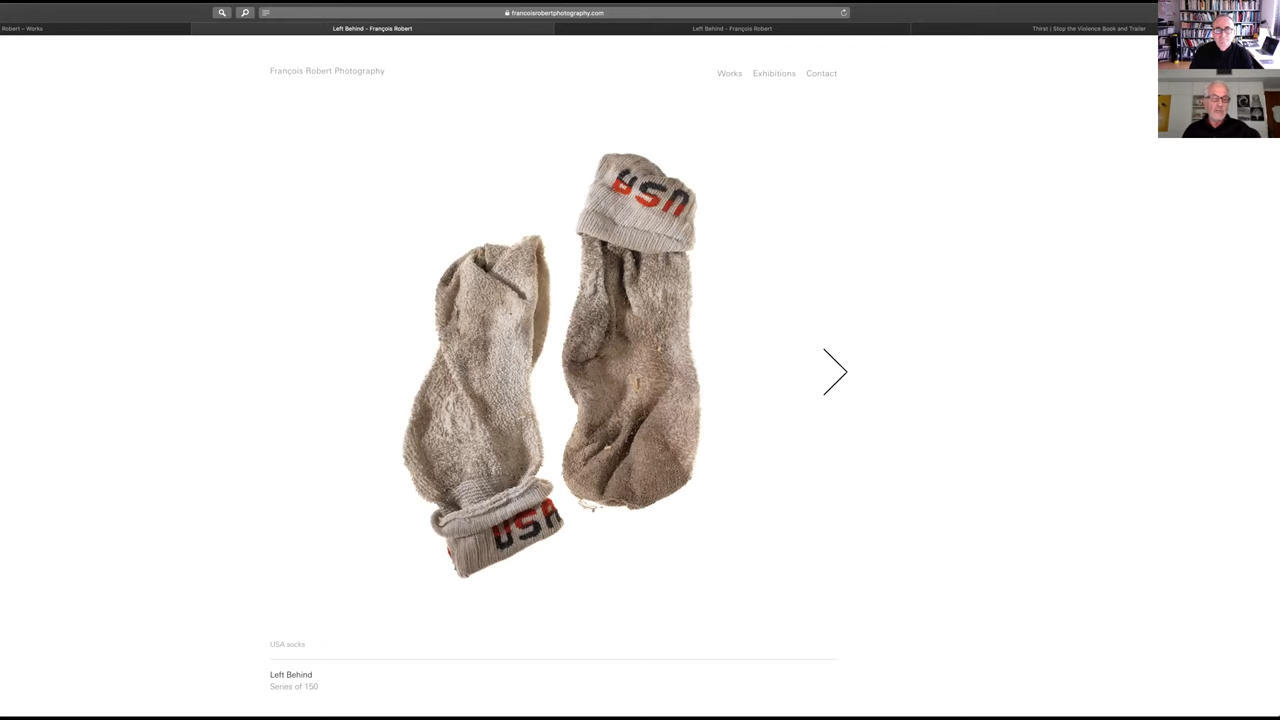 francoisrobertphotography.com
Robert – Works
Left Behind - François Robert
Left Behind - François Robert
Thirst | Stop the Violence Book and Trailer
François Robert Photography
Works Exhibitions Contact
USA
USA
USA socks
Left Behind
Series of 150